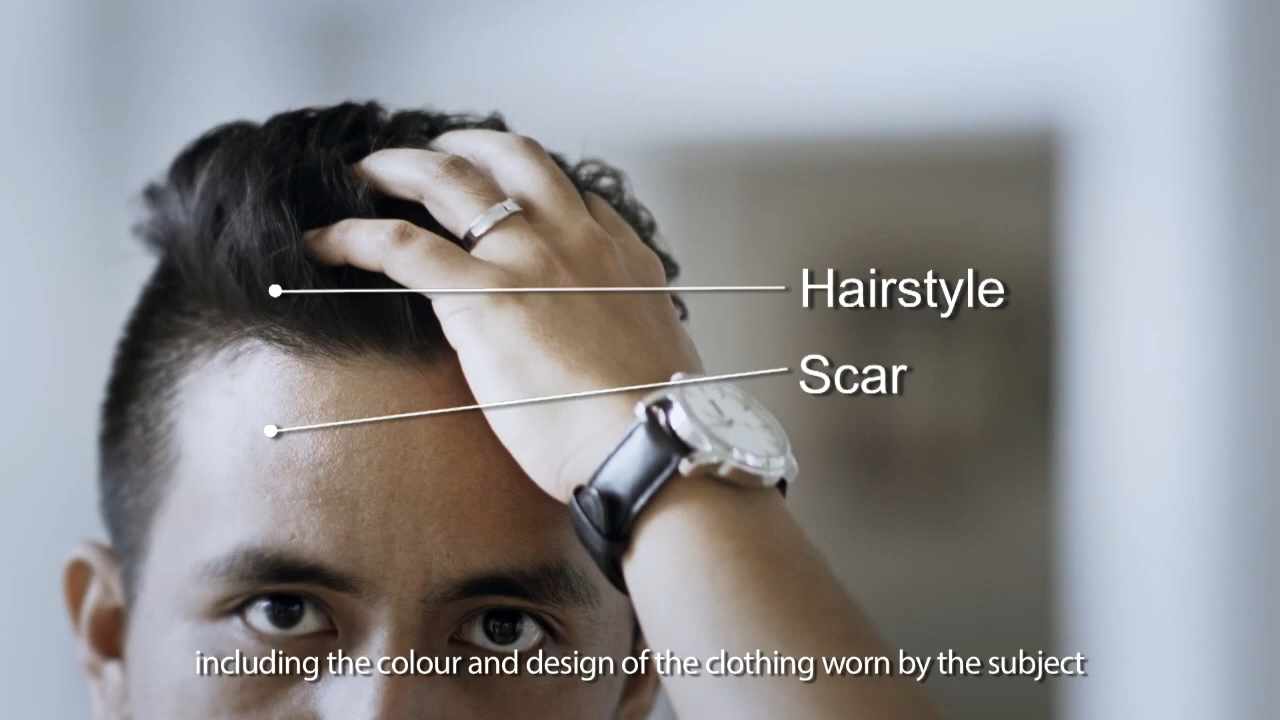 Hairstyle
Scar
including the colour and design of the clothing worn by the subject